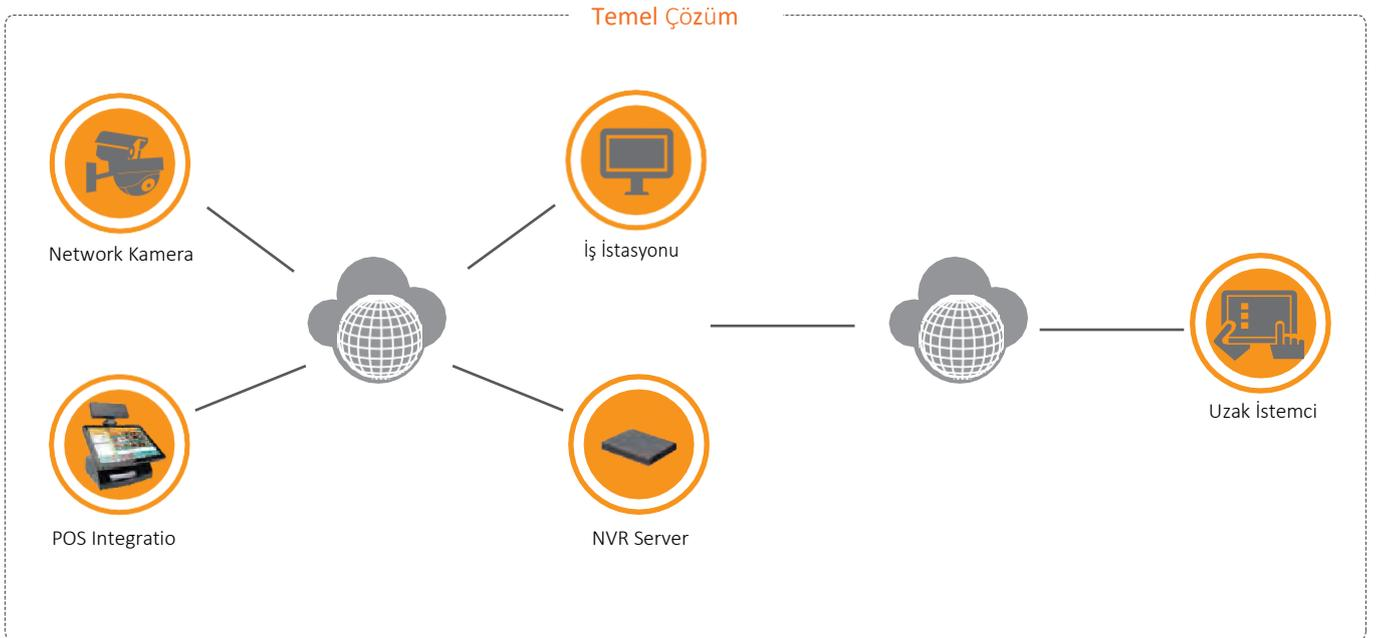 Temel Çözüm
Network Kamera
İş İstasyonu
Uzak İstemci
POS Integratio
NVR Server